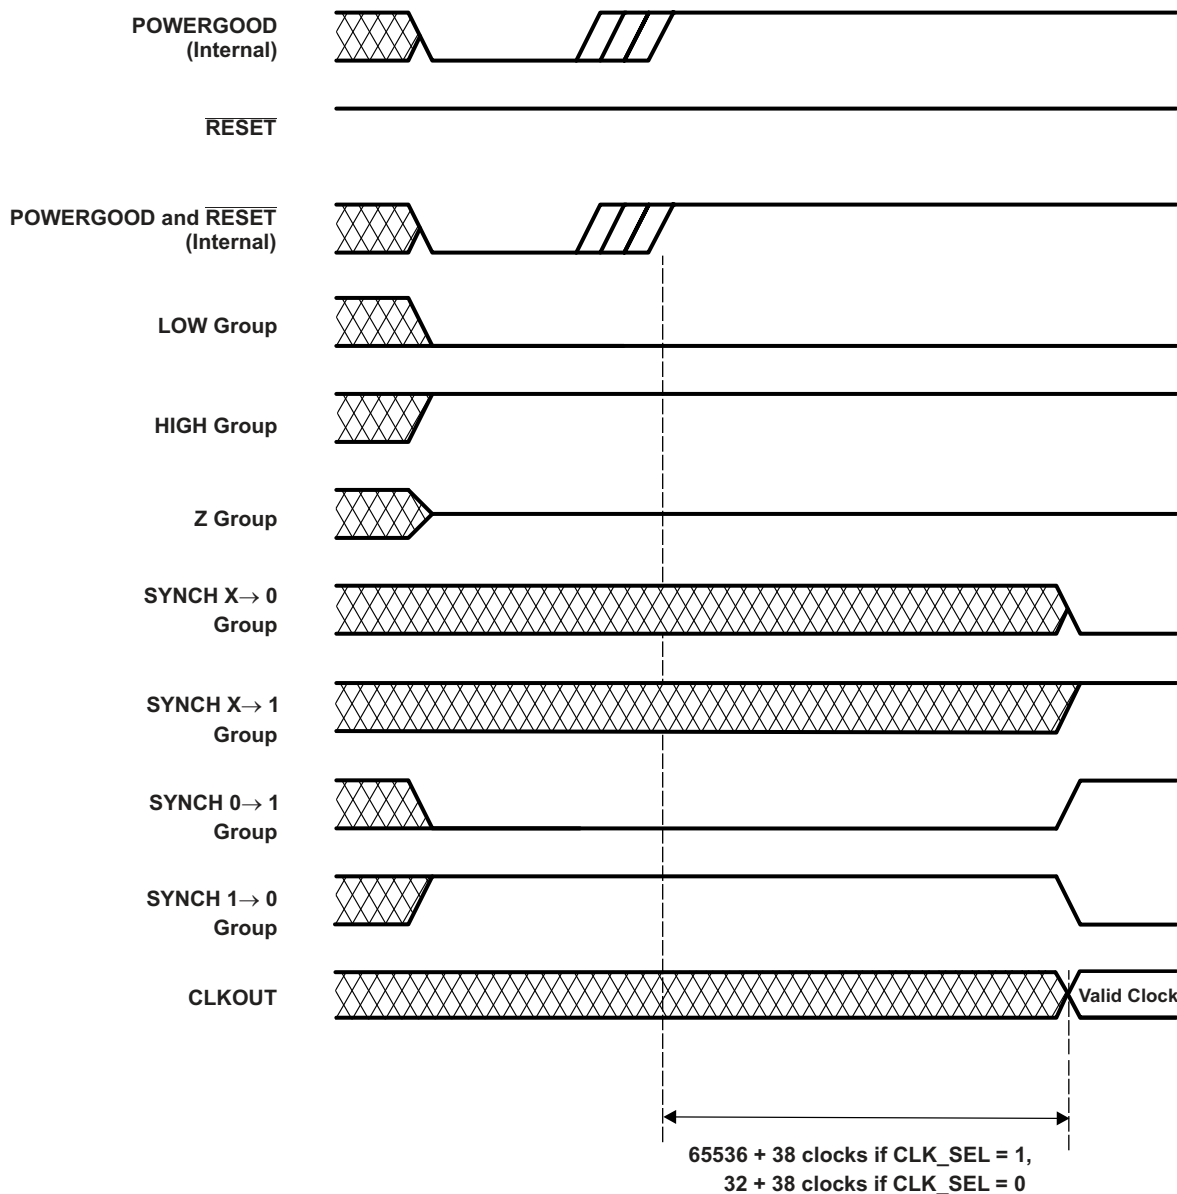 POWERGOOD
(Internal)
RESET
POWERGOOD and RESET
(Internal)
LOW Group
HIGH Group
Z Group
SYNCH X→ 0
Group
SYNCH X→ 1
Group
SYNCH 0→ 1
Group
SYNCH 1→ 0
Group
CLKOUT
Valid Clock
65536 + 38 clocks if CLK_SEL = 1,
32 + 38 clocks if CLK_SEL = 0